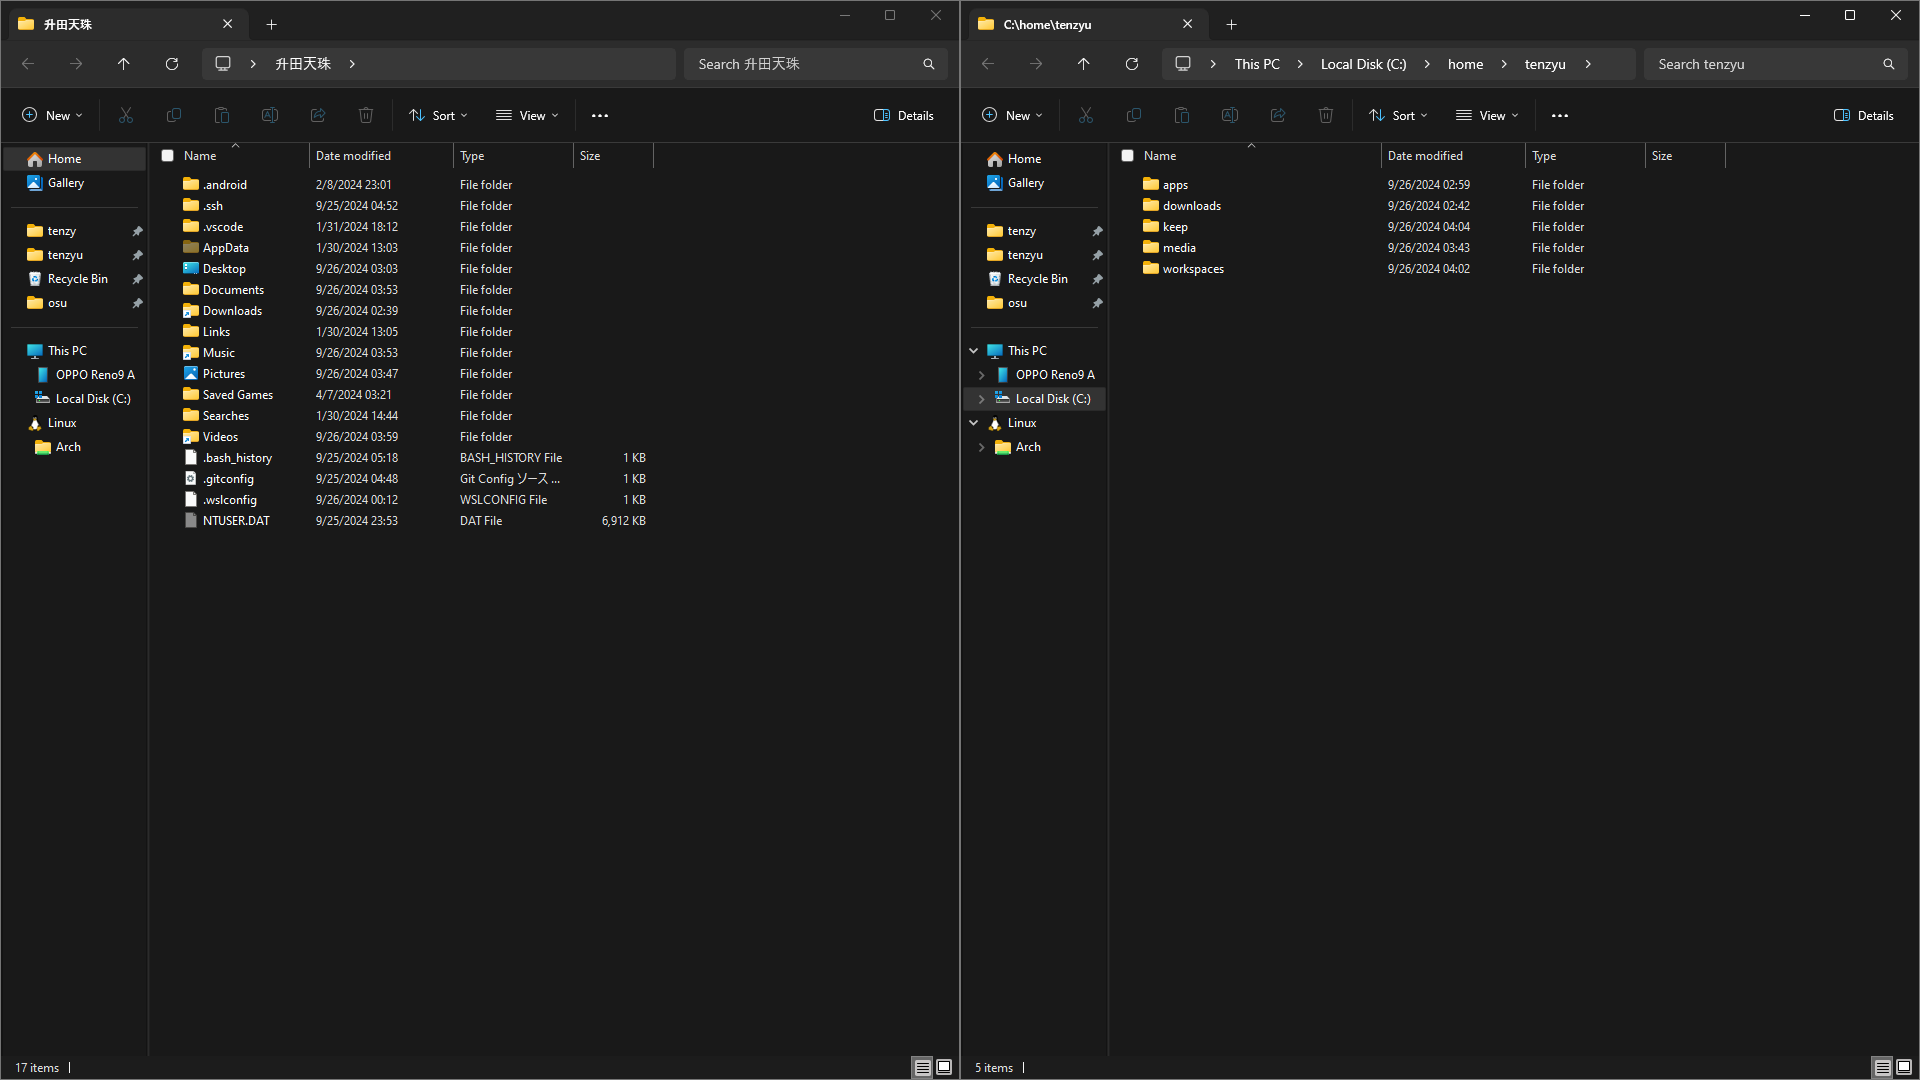 升田天珠
Search 升田天珠
New Sort View Details
Home
Gallery
tenzy
tenzyu
Recycle Bin
osu
This PC
OPPO Reno9 A
Local Disk (C:)
Linux
Arch
Name Date modified Type Size
.android 2/8/2024 23:01 File folder
.ssh 9/25/2024 04:52 File folder
.vscode 1/31/2024 18:12 File folder
AppData 1/30/2024 13:03 File folder
Desktop 9/26/2024 03:03 File folder
Documents 9/26/2024 03:53 File folder
Downloads 9/26/2024 02:39 File folder
Links 1/30/2024 13:05 File folder
Music 9/26/2024 03:53 File folder
Pictures 9/26/2024 03:47 File folder
Saved Games 4/7/2024 03:21 File folder
Searches 1/30/2024 14:44 File folder
Videos 9/26/2024 03:59 File folder
.bash_history 9/25/2024 05:18 BASH_HISTORY File 1 KB
.gitconfig 9/25/2024 04:48 Git Config ソース ... 1 KB
.wslconfig 9/26/2024 00:12 WSLCONFIG File 1 KB
NTUSER.DAT 9/25/2024 23:53 DAT File 6,912 KB
17 items
C:\home\tenzyu
This PC Local Disk (C:) home tenzyu Search tenzyu
New Sort View Details
Home
Gallery
tenzy
tenzyu
Recycle Bin
osu
This PC
OPPO Reno9 A
Local Disk (C:)
Linux
Arch
Name Date modified Type Size
apps 9/26/2024 02:59 File folder
downloads 9/26/2024 02:42 File folder
keep 9/26/2024 04:04 File folder
media 9/26/2024 03:43 File folder
workspaces 9/26/2024 04:02 File folder
5 items